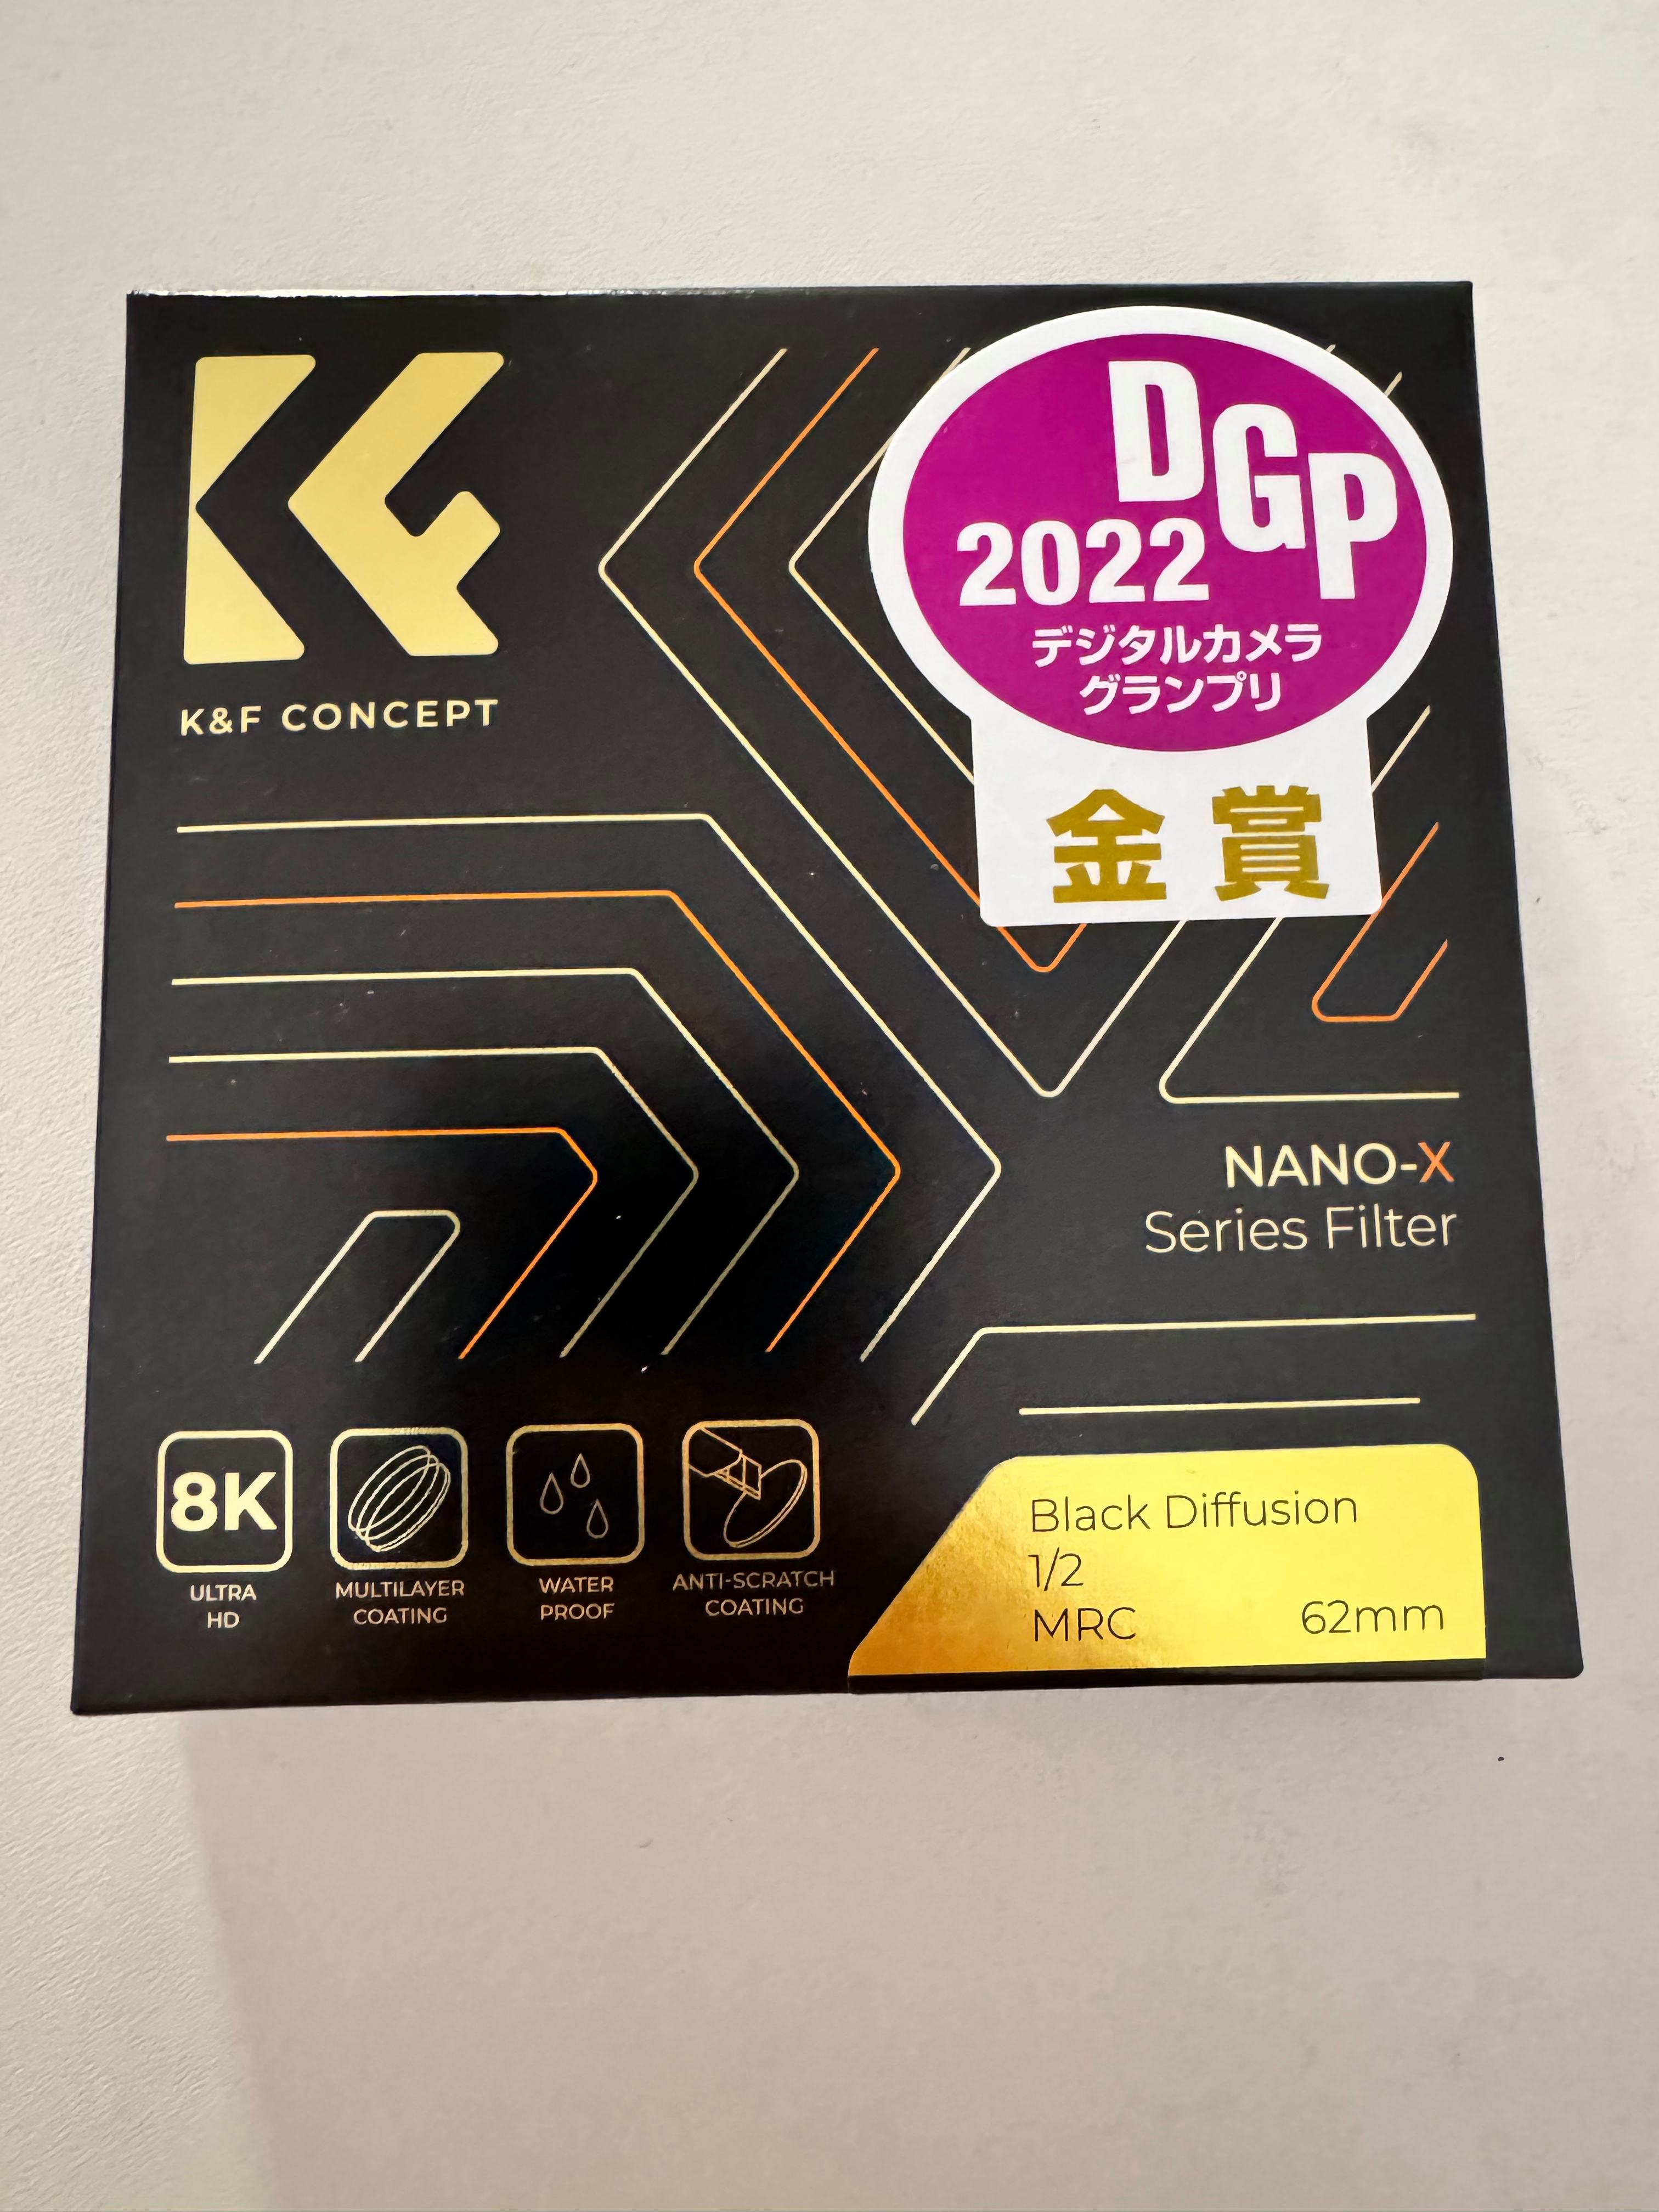 K&F CONCEPT
DGP
2022
デジタルカメラ
グランプリ
金賞
NANO-X
Series Filter
8K
ULTRA
HD
MULTILAYER
COATING
WATER
PROOF
ANTI-SCRATCH
COATING
Black Diffusion
1/2
MRC 62mm